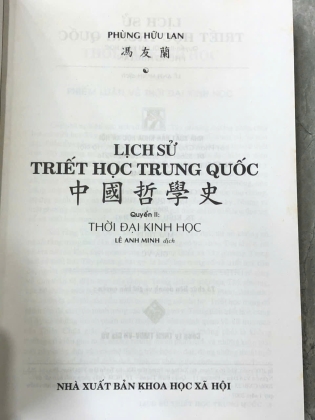 PHÙNG HỮU LAN
馮友蘭
LỊCH SỬ
TRIẾT HỌC TRUNG QUỐC
中國哲學史
Quyển II:
THỜI ĐẠI KINH HỌC
LÊ ANH MINH dịch
NHÀ XUẤT BẢN KHOA HỌC XÃ HỘI